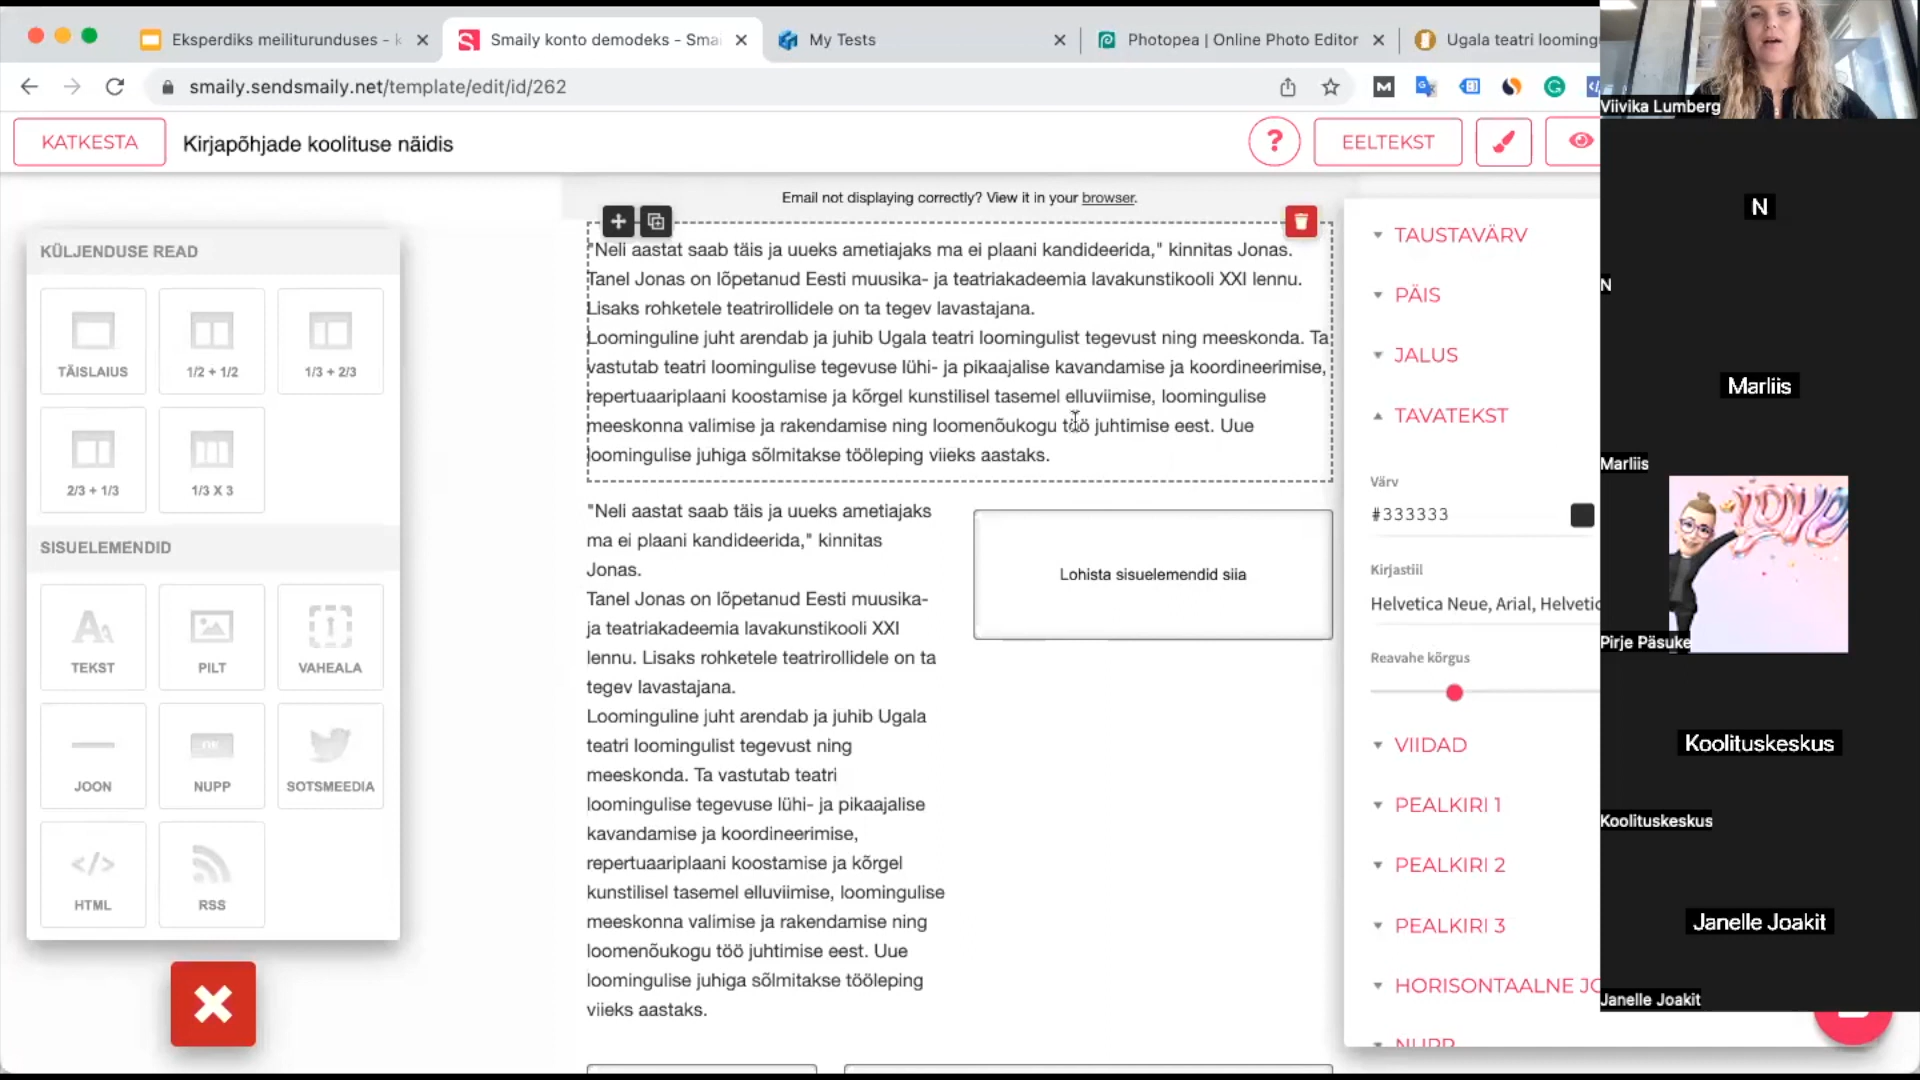 Eksperdiks meiliturunduses - k
Smaily konto demodeks - Smai
My Tests
Photopea | Online Photo Editor
Ugala teatri looming
smaily.sendsmaily.net/template/edit/id/262
KATKESTA
Kirjapõhjade koolituse näidis
?
EELTEKST
Email not displaying correctly? View it in your browser.
KÜLJENDUSE READ
TÄISLAIUS
1/2 + 1/2
1/3 + 2/3
2/3 + 1/3
1/3 X 3
SISUELEMENDID
TEKST
PILT
VAHEALA
JOON
OK
NUPP
SOTSMEEDIA
</>
HTML
RSS
"Neli aastat saab täis ja uueks ametiajaks ma ei plaani kandideerida," kinnitas Jonas.
Tanel Jonas on lõpetanud Eesti muusika- ja teatriakadeemia lavakunstikooli XXI lennu.
Lisaks rohketele teatrirollidele on ta tegev lavastajana.
Loominguline juht arendab ja juhib Ugala teatri loomingulist tegevust ning meeskonda. Ta
vastutab teatri loomingulise tegevuse lühi- ja pikaajalise kavandamise ja koordineerimise,
repertuaariplaani koostamise ja kõrgel kunstilisel tasemel elluviimise, loomingulise
meeskonna valimise ja rakendamise ning loomenõukogu töö juhtimise eest. Uue
loomingulise juhiga sõlmitakse tööleping viieks aastaks.
"Neli aastat saab täis ja uueks ametiajaks
ma ei plaani kandideerida," kinnitas
Jonas.
Tanel Jonas on lõpetanud Eesti muusika-
ja teatriakadeemia lavakunstikooli XXI
lennu. Lisaks rohketele teatrirollidele on ta
tegev lavastajana.
Loominguline juht arendab ja juhib Ugala
teatri loomingulist tegevust ning
meeskonda. Ta vastutab teatri
loomingulise tegevuse lühi- ja pikaajalise
kavandamise ja koordineerimise,
repertuaariplaani koostamise ja kõrgel
kunstilisel tasemel elluviimise, loomingulise
meeskonna valimise ja rakendamise ning
loomenõukogu töö juhtimise eest. Uue
loomingulise juhiga sõlmitakse tööleping
viieks aastaks.
Lohista sisuelemendid siia
TAUSTAVÄRV
PÄIS
JALUS
TAVATEKST
Värv
#333333
Kirjastiil
Helvetica Neue, Arial, Helvetic
Reavahe kõrgus
VIIDAD
PEALKIRI 1
PEALKIRI 2
PEALKIRI 3
HORISONTAALNE JO
NUPP
Viivika Lumberg
N
N
Marliis
Marliis
Pirje Päsuke
Koolituskeskus
Koolituskeskus
Janelle Joakit
Janelle Joakit